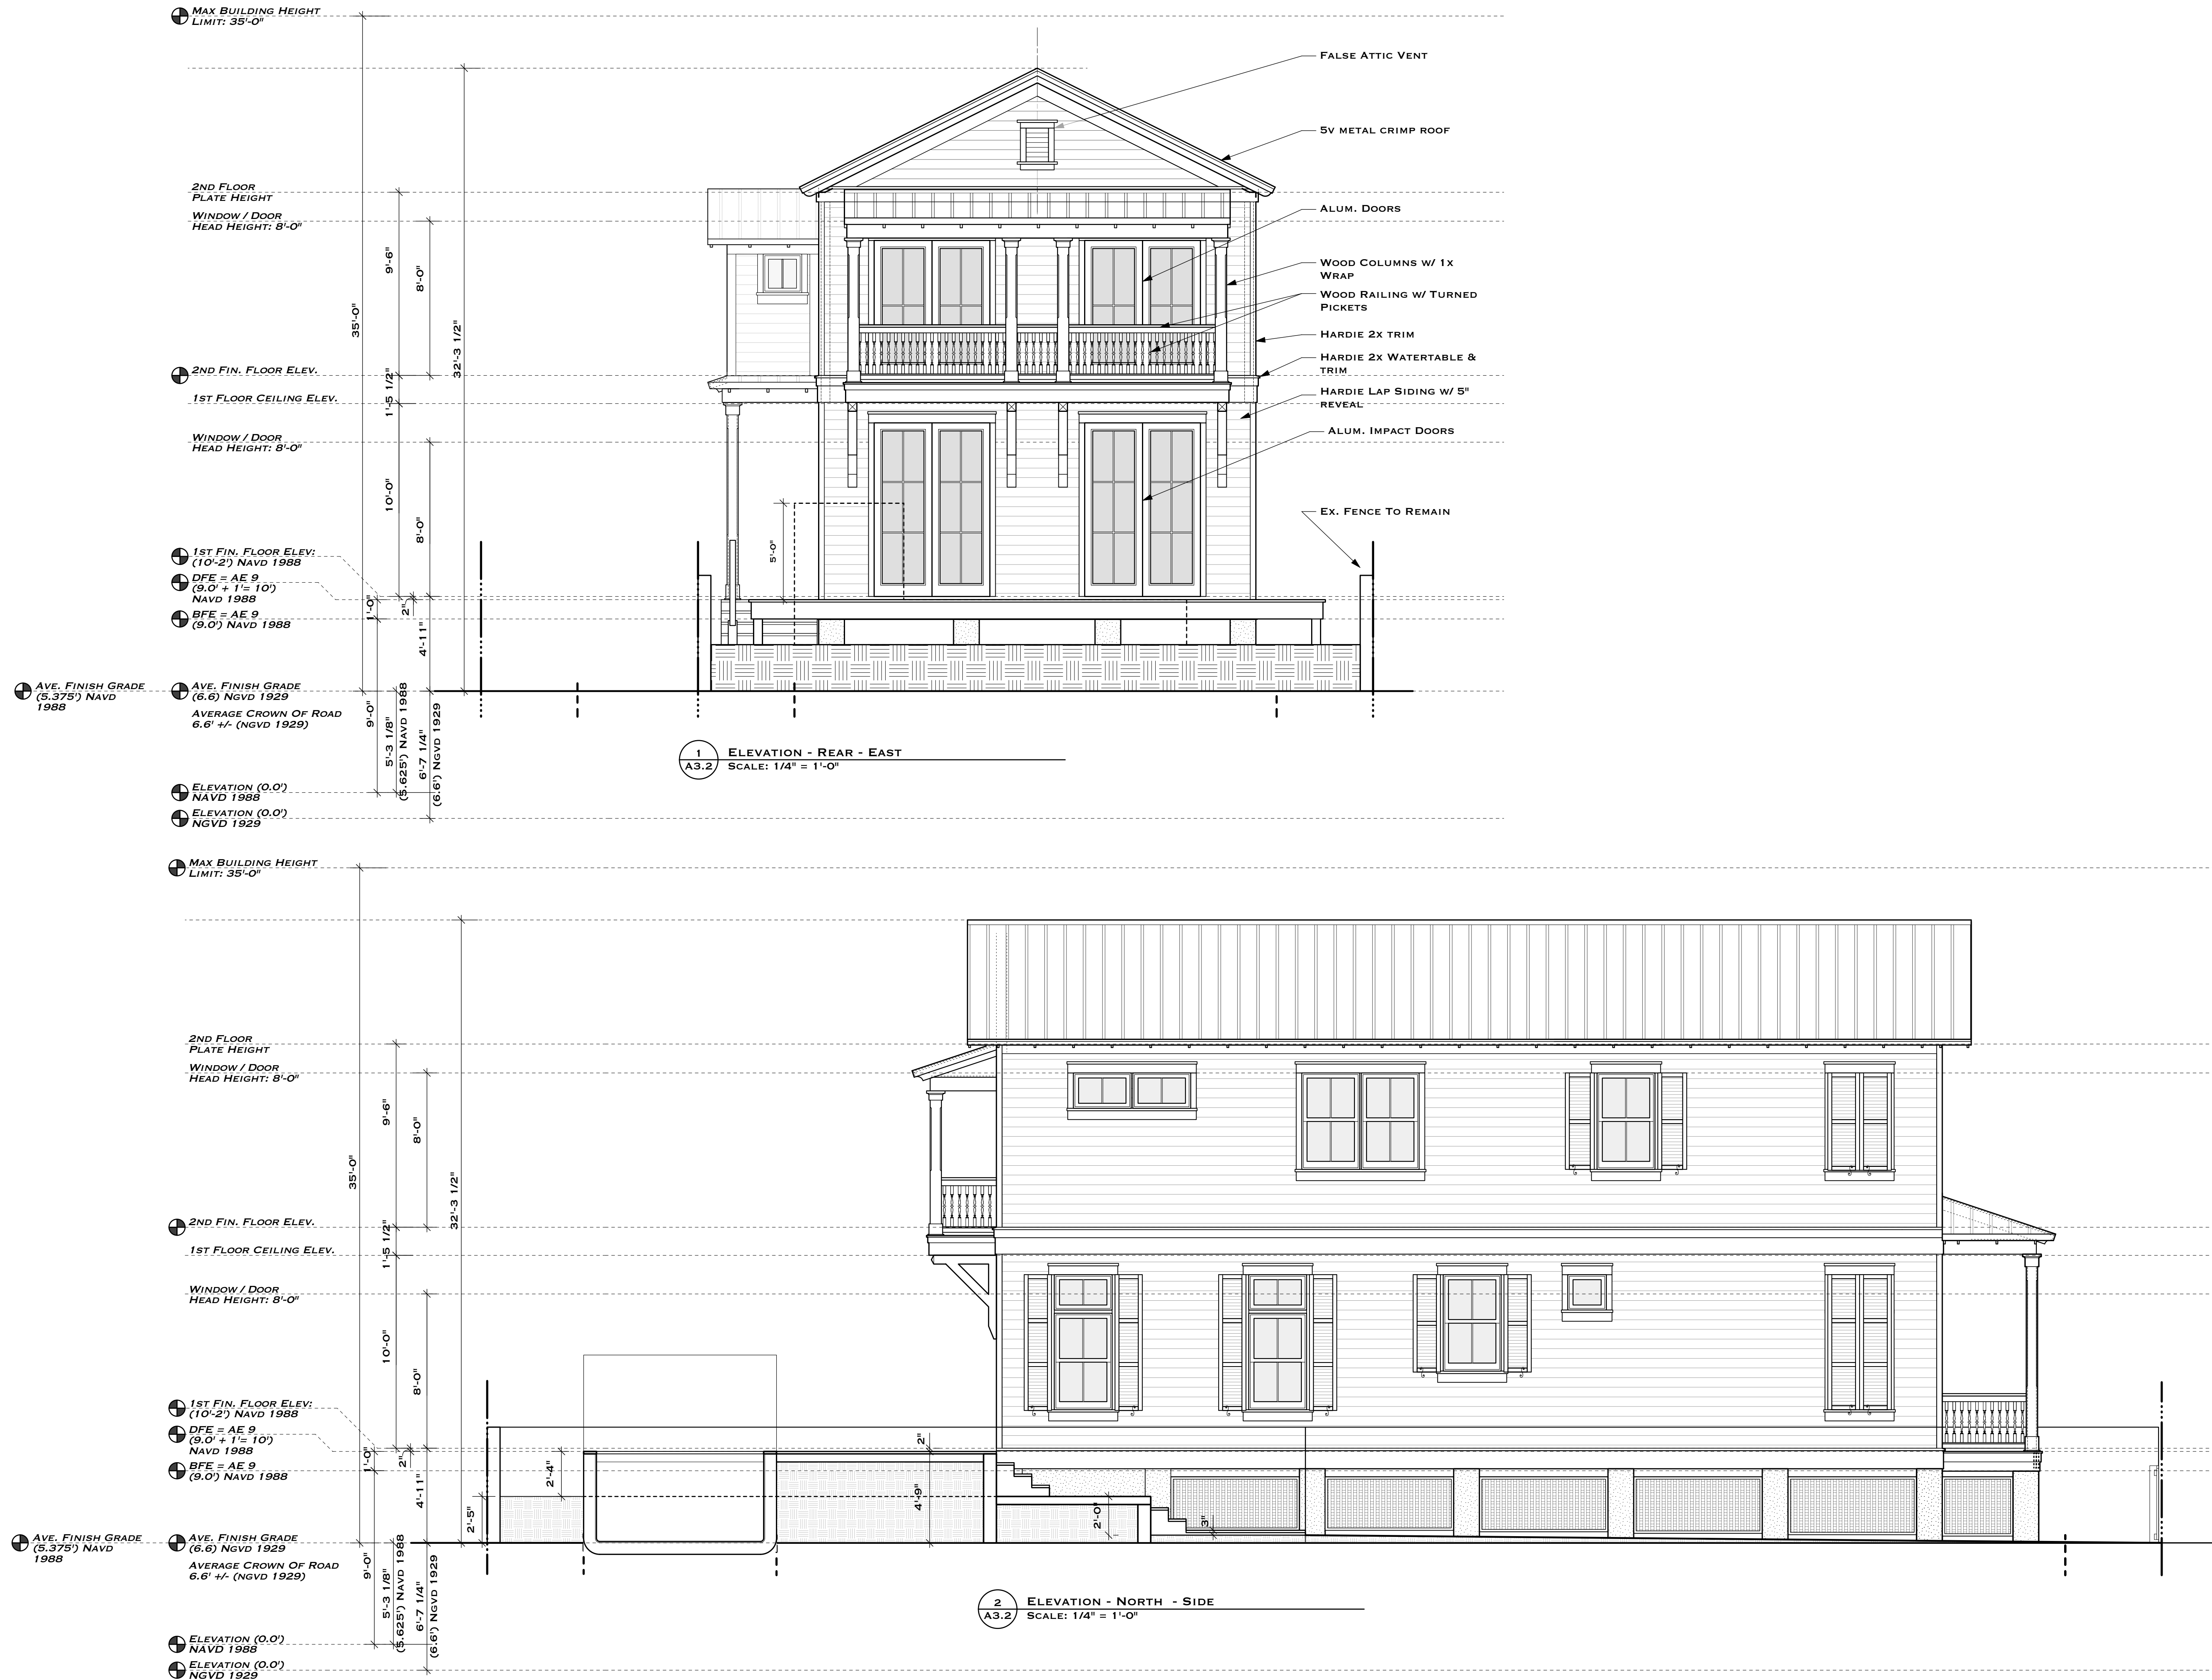 Max Building Height
Limit: 35'-0"
2nd Floor
Plate Height
Window / Door
Head Height: 8'-0"
2nd Fin. Floor Elev.
1st Floor Ceiling Elev.
Window / Door
Head Height: 8'-0"
1st Fin. Floor Elev:
(10'-2') Navd 1988
DFE = AE 9
(9.0' + 1'= 10')
Navd 1988
BFE = AE 9
(9.0') Navd 1988
Ave. Finish Grade
(5.375') Navd
1988
Ave. Finish Grade
(6.6) Ngvd 1929
Average Crown Of Road
6.6' +/- (ngvd 1929)
Elevation (0.0')
NAVD 1988
Elevation (0.0')
NGVD 1929
35'-0"
9'-6"
8'-0"
32'-3 1/2"
1'-5 1/2"
10'-0"
8'-0"
1'-0"
2"
4'-11"
9'-0"
5'-3 1/8"
(5.625') Navd 1988
6'-7 1/4"
(6.6') Ngvd 1929
5'-0"
False Attic Vent
5v metal crimp roof
Alum. Doors
Wood Columns w/ 1x
Wrap
Wood Railing w/ Turned
Pickets
Hardie 2x trim
Hardie 2x Watertable &
trim
Hardie Lap Siding w/ 5"
reveal
Alum. Impact Doors
Ex. Fence To Remain
1
A3.2
Elevation - Rear - East
Scale: 1/4" = 1'-0"
Max Building Height
Limit: 35'-0"
2nd Floor
Plate Height
Window / Door
Head Height: 8'-0"
2nd Fin. Floor Elev.
1st Floor Ceiling Elev.
Window / Door
Head Height: 8'-0"
1st Fin. Floor Elev:
(10'-2') Navd 1988
DFE = AE 9
(9.0' + 1'= 10')
Navd 1988
BFE = AE 9
(9.0') Navd 1988
Ave. Finish Grade
(5.375') Navd
1988
Ave. Finish Grade
(6.6) Ngvd 1929
Average Crown Of Road
6.6' +/- (ngvd 1929)
Elevation (0.0')
NAVD 1988
Elevation (0.0')
NGVD 1929
35'-0"
9'-6"
8'-0"
32'-3 1/2"
1'-5 1/2"
10'-0"
8'-0"
1'-0"
2"
4'-11"
9'-0"
5'-3 1/8"
(5.625') Navd 1988
6'-7 1/4"
(6.6') Ngvd 1929
2'-5"
2'-4"
2"
4'-9"
2'-0"
3"
2
A3.2
Elevation - North - Side
Scale: 1/4" = 1'-0"